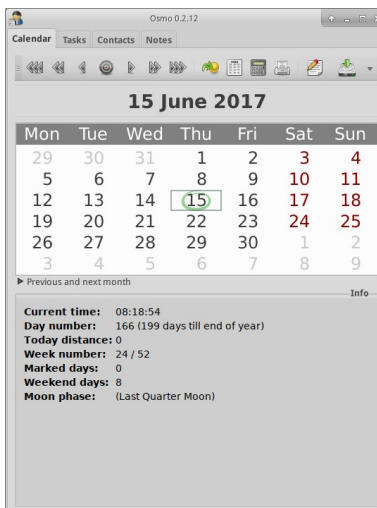 Osmo 0.2.12
Calendar Tasks Contacts Notes
15 June 2017
Mon Tue Wed Thu Fri Sat Sun
29 30 31 1 2 3 4
5 6 7 8 9 10 11
12 13 14 15 16 17 18
19 20 21 22 23 24 25
26 27 28 29 30 1 2
3 4 5 6 7 8 9
Previous and next month
Info
Current time: 08:18:54
Day number: 166 (199 days till end of year)
Today distance: 0
Week number: 24 / 52
Marked days: 0
Weekend days: 8
Moon phase: (Last Quarter Moon)